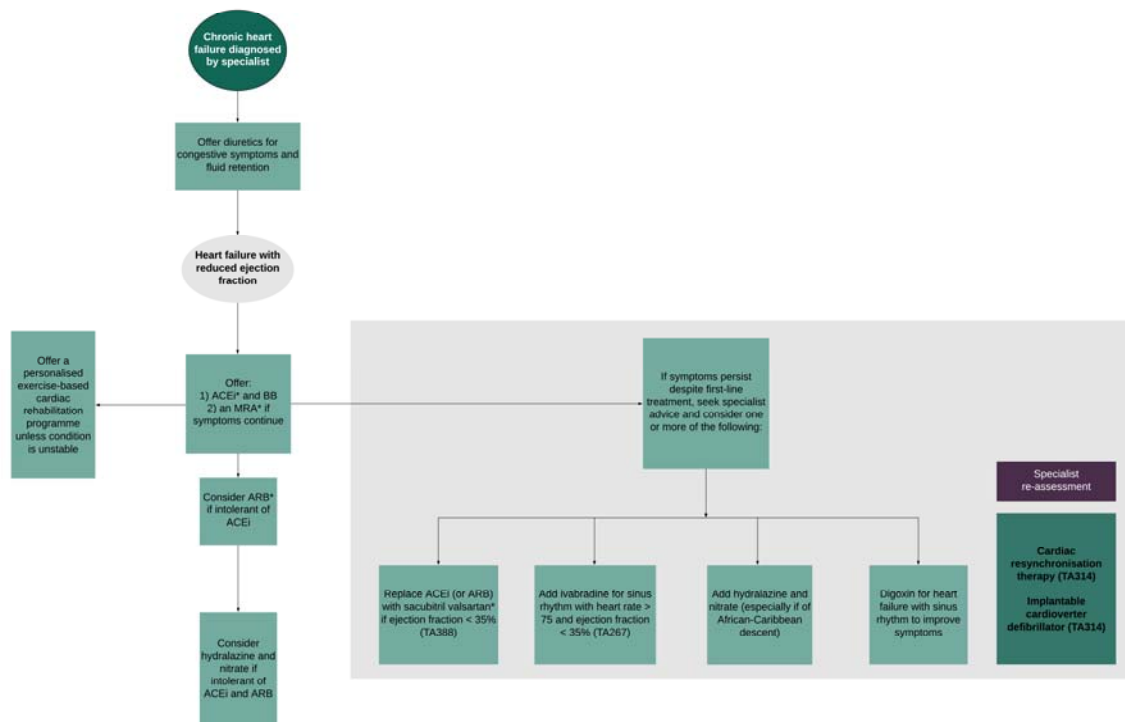 Chronic heart
failure diagnosed
by specialist
Offer diuretics for
congestive symptoms and
fluid retention
Heart failure with
reduced ejection
fraction
Offer a
personalised
exercise-based
cardiac
rehabilitation
programme
unless condition
is unstable
Offer:
1) ACEi* and BB
2) an MRA* if
symptoms continue
If symptoms persist
despite first-line
treatment, seek specialist
advice and consider one
or more of the following:
Consider ARB*
if intolerant of
ACEi
Consider
hydralazine and
nitrate if
intolerant of
ACEi and ARB
Replace ACEI (or ARB)
with sacubitril valsartan*
if ejection fraction < 35%
(TA388)
Add ivabradine for sinus
rhythm with heart rate >
75 and ejection fraction
< 35% (TA267)
Add hydralazine and
nitrate (especially if of
African-Caribbean
descent)
Digoxin for heart
failure with sinus
rhythm to improve
symptoms
Specialist
re-assessment
Cardiac
resynchronisation
therapy (TA314)
Implantable
cardioverter
defibrillator (TA314)